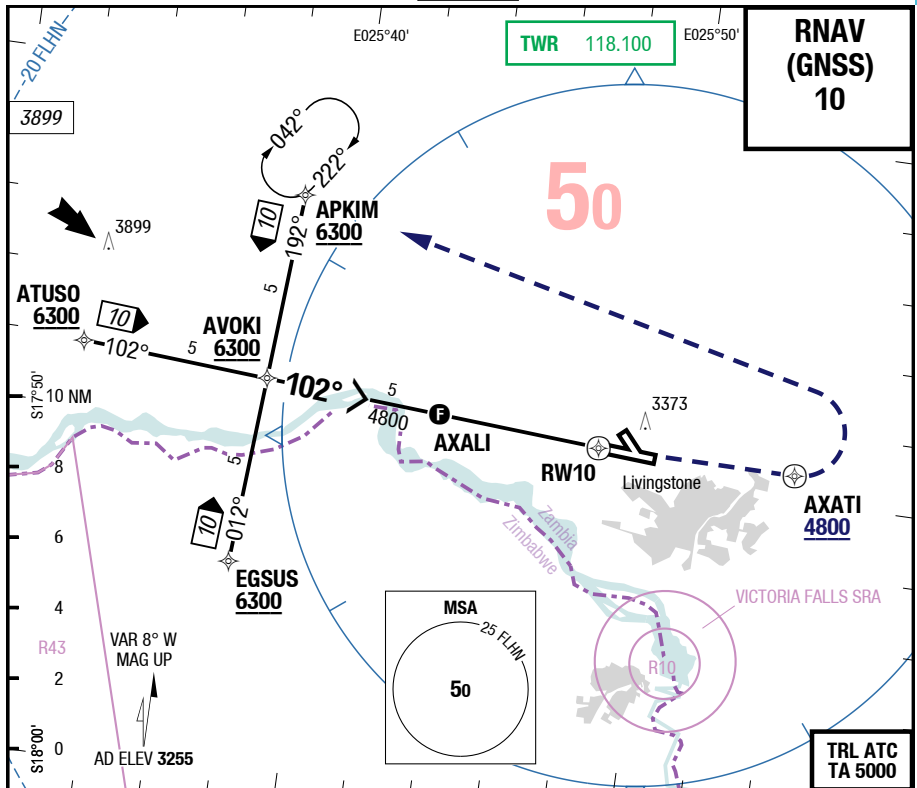 20 FLHN
E025°40'
TWR 118.100
E025°50'
RNAV
(GNSS)
10
3899
042°
222°
50
APKIM
6300
10
192°
3899
5
ATUSO
6300
10
102°
5
AVOKI
6300
S17°50'
10 NM
102°
5
4800
F
AXALI
3373
RW10
Livingstone
AXATI
4800
8
5
10
012°
6
Zambia
Zimbabwe
EGSUS
6300
4
MSA
25 FLHN
50
VICTORIA FALLS SRA
R43
VAR 8° W
MAG UP
R10
2
S18°00'
0
AD ELEV 3255
TRL ATC
TA 5000